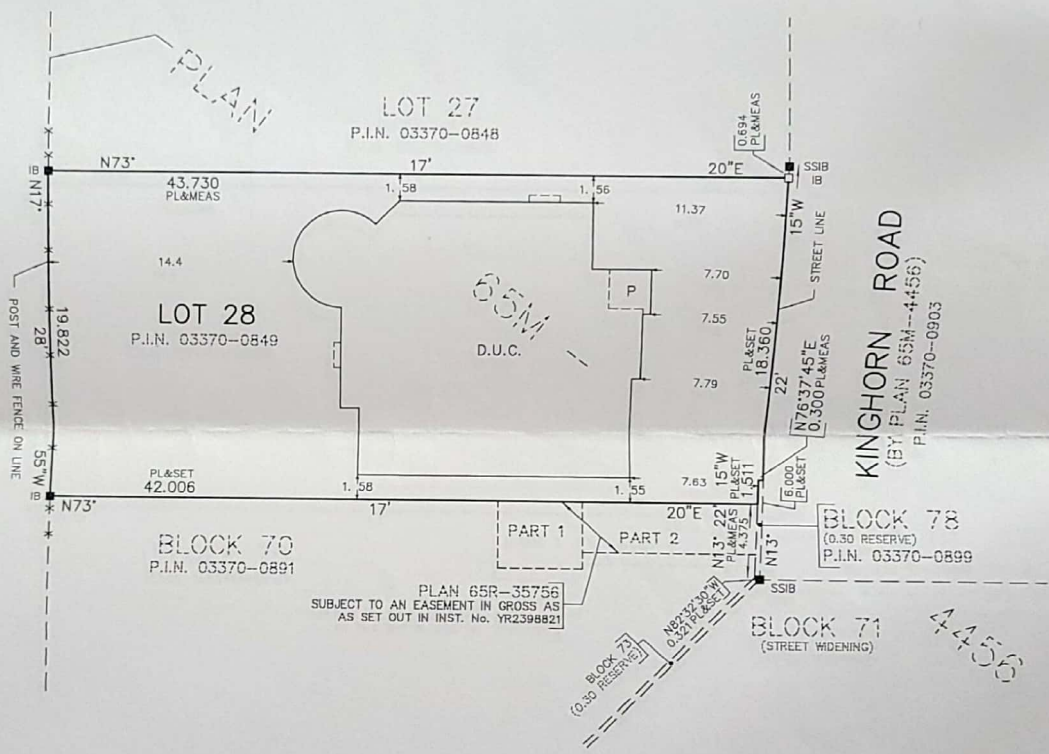 PLAN
LOT 27
P.I.N. 03370-0848
0.694
PL&MEAS
SSIB
IB
IB
N73° 17' 20"E
43.730
PL&MEAS
1.58
1.56
11.37
N17°
15"W
STREET LINE
14.4
7.70
P
65M -
LOT 28
P.I.N. 03370-0849
19.822
28'
POST AND WIRE FENCE ON LINE
D.U.C.
7.55
PL&SET
18.360
7.79
22'
N76°37'45"E
0.300 PL&MEAS
KINGHORN ROAD
(BY PLAN 65M-4456)
P.I.N. 03370-0903
55"W
PL&SET
42.006
1.58
1.55
7.63
15"W
PL&SET
1.511
6.000
PL&SET
IB
N73° 17' 20"E
22'
PL&MEAS
4.375
N13°
N13°
BLOCK 78
(0.30 RESERVE)
P.I.N. 03370-0899
BLOCK 70
P.I.N. 03370-0891
PART 1
PART 2
PLAN 65R-35756
SUBJECT TO AN EASEMENT IN GROSS AS
AS SET OUT IN INST. No. YR2398821
SSIB
N82°32'30"W
0.321 PL&SET
BLOCK 73
(0.30 RESERVE)
BLOCK 71
(STREET WIDENING)
4456